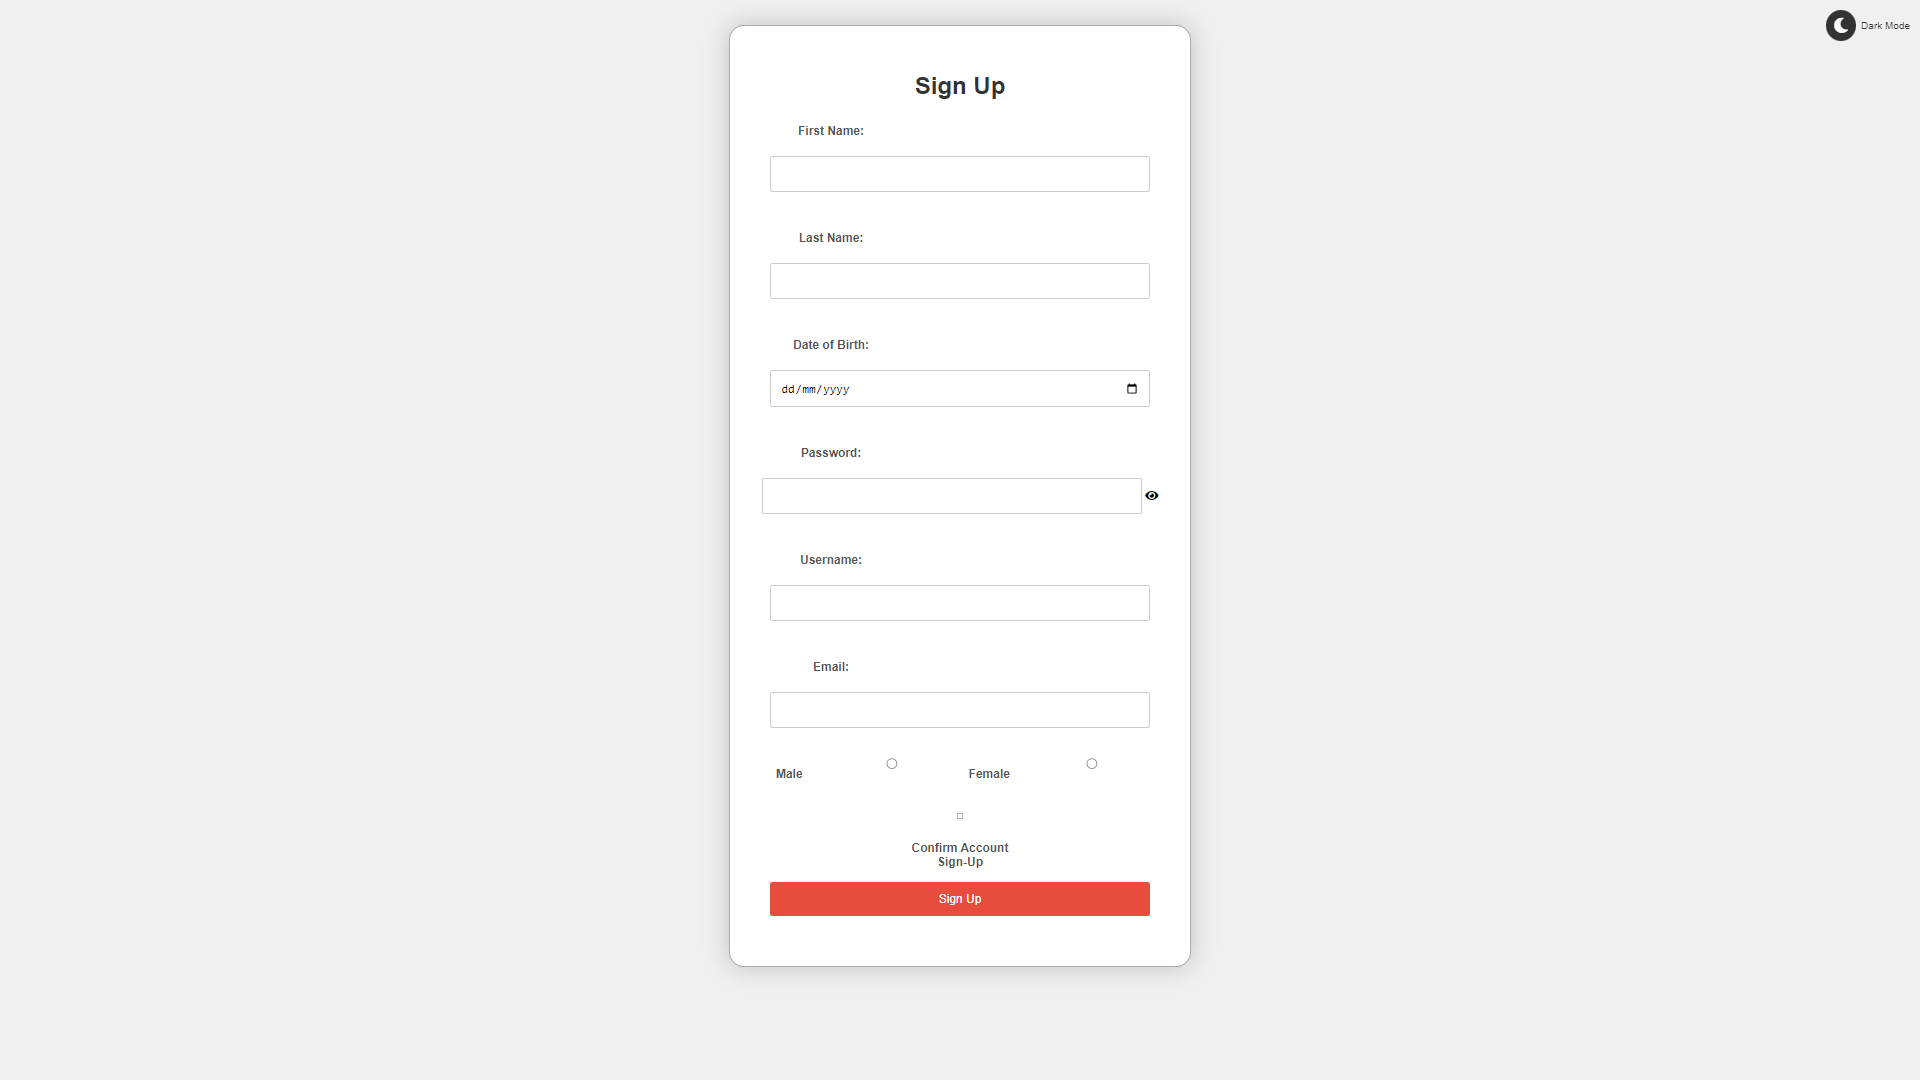 Dark Mode
Sign Up
First Name:
Last Name:
Date of Birth:
dd/mm/yyyy
Password:
Username:
Email:
Male Female
Confirm Account
Sign-Up
Sign Up